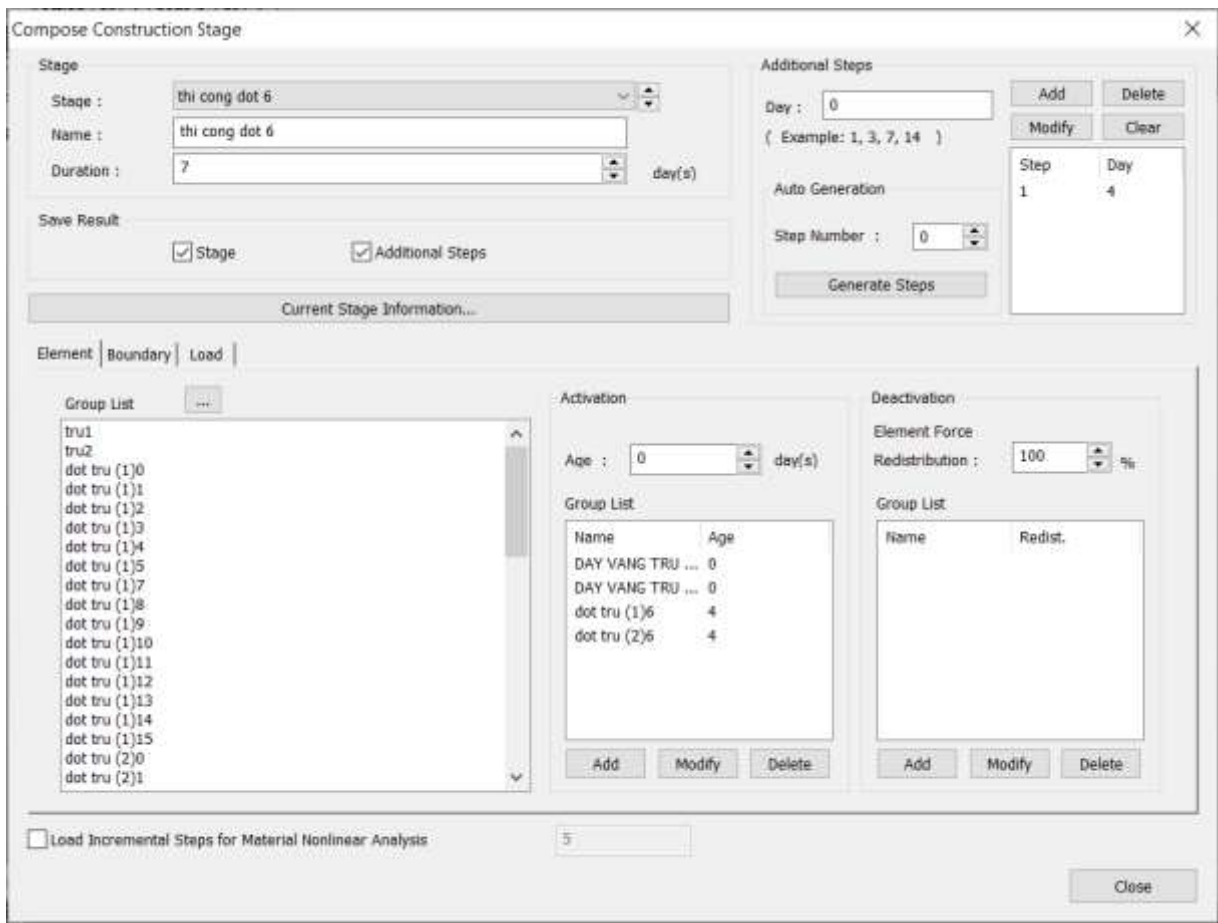 Compose Construction Stage
Stage
Stage : thi cong dot 6
Name : thi cong dot 6
Duration : 7 day(s)
Save Result
Stage Additional Steps
Current Stage Information...
Additional Steps
Day : 0
( Example: 1, 3, 7, 14 )
Auto Generation
Step Number : 0
Generate Steps
Add Delete
Modify Clear
Step Day
1 4
Element Boundary Load
Group List ...
tru1
tru2
dot tru (1)0
dot tru (1)1
dot tru (1)2
dot tru (1)3
dot tru (1)4
dot tru (1)5
dot tru (1)7
dot tru (1)8
dot tru (1)9
dot tru (1)10
dot tru (1)11
dot tru (1)12
dot tru (1)13
dot tru (1)14
dot tru (1)15
dot tru (2)0
dot tru (2)1
Activation
Age : 0 day(s)
Group List
Name Age
DAY VANG TRU ... 0
DAY VANG TRU ... 0
dot tru (1)6 4
dot tru (2)6 4
Add Modify Delete
Deactivation
Element Force
Redistribution : 100 %
Group List
Name Redist.
Add Modify Delete
Load Incremental Steps for Material Nonlinear Analysis 5
Close